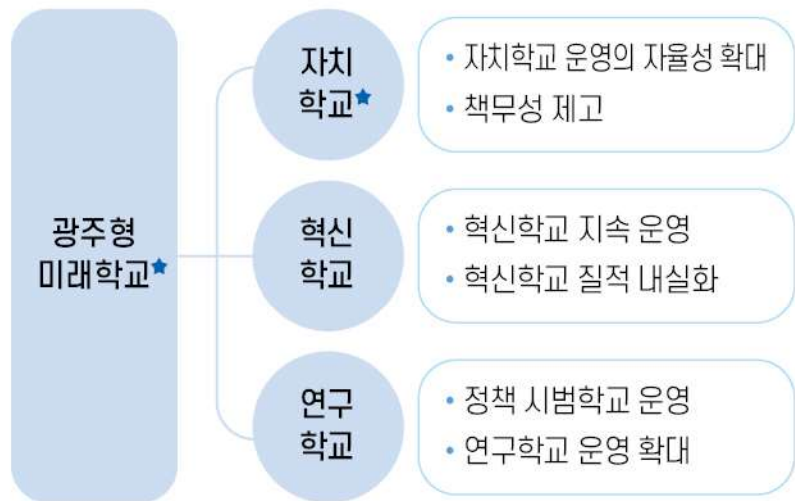 광주형
미래학교★
자치
학교★
• 자치학교 운영의 자율성 확대
• 책무성 제고
혁신
학교
• 혁신학교 지속 운영
• 혁신학교 질적 내실화
연구
학교
• 정책 시범학교 운영
• 연구학교 운영 확대